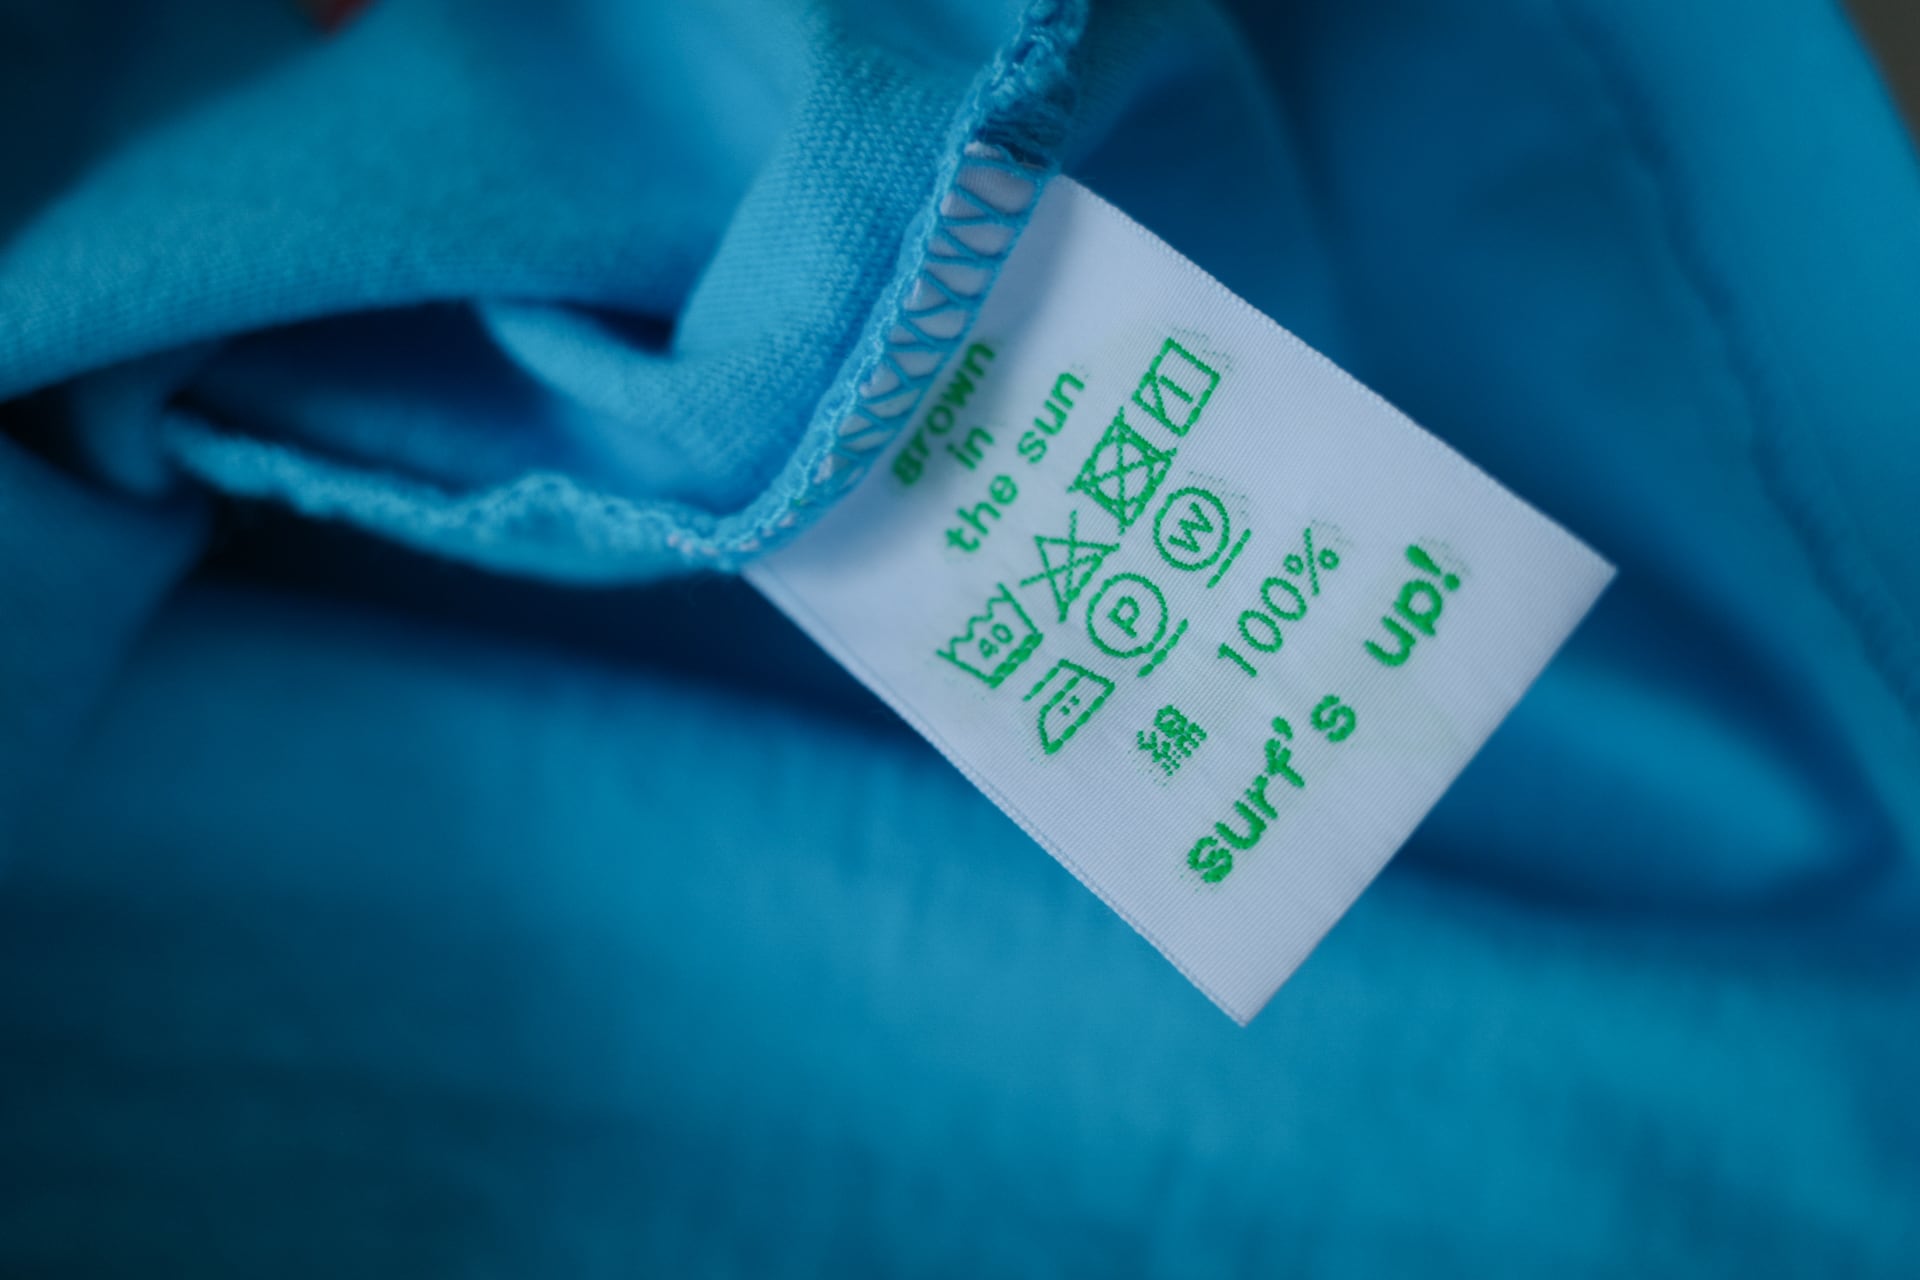 grown
in
the sun
40
P W
綿 100%
surf's up!